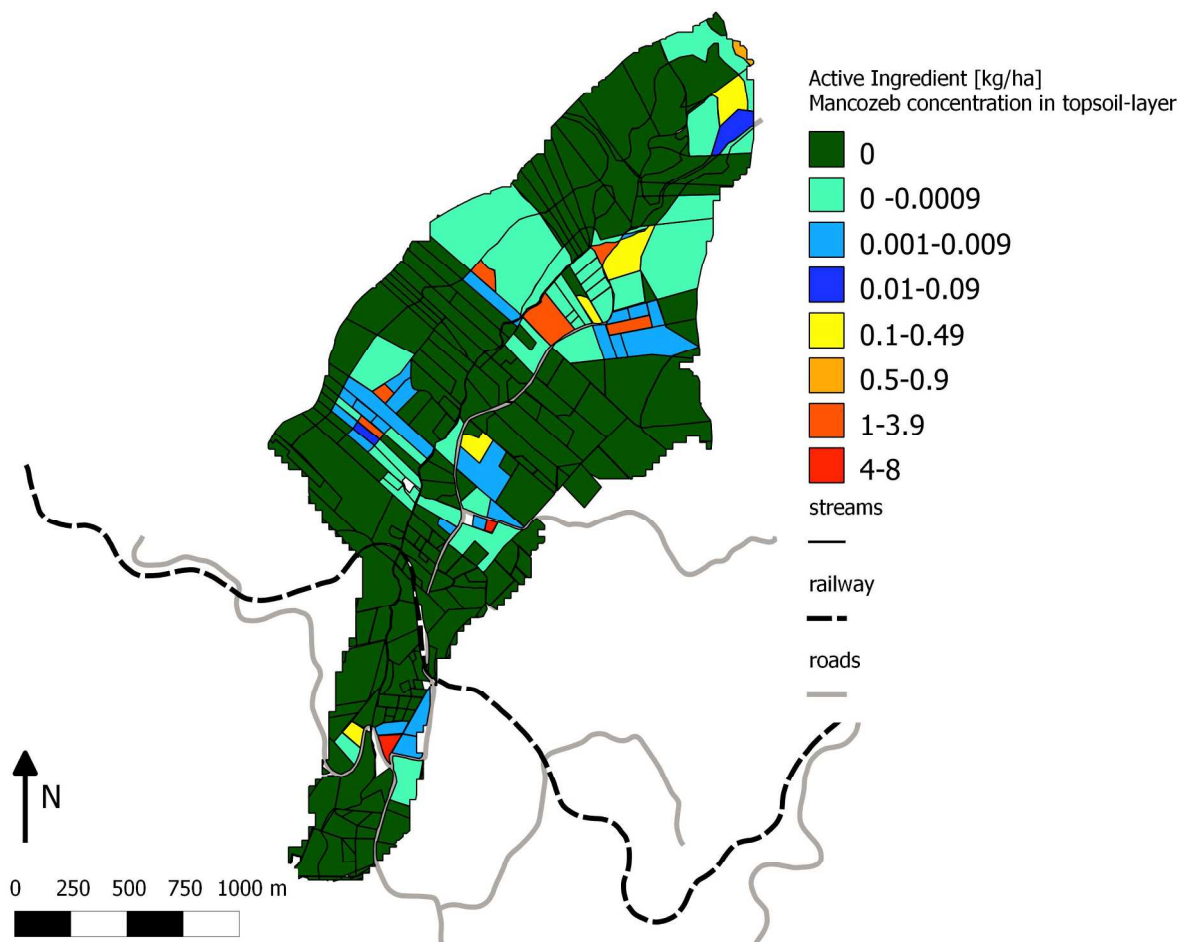 Active Ingredient [kg/ha]
Mancozeb concentration in topsoil-layer
0
0 -0.0009
0.001-0.009
0.01-0.09
0.1-0.49
0.5-0.9
1-3.9
4-8
streams
railway
roads
N
0 250 500 750 1000 m